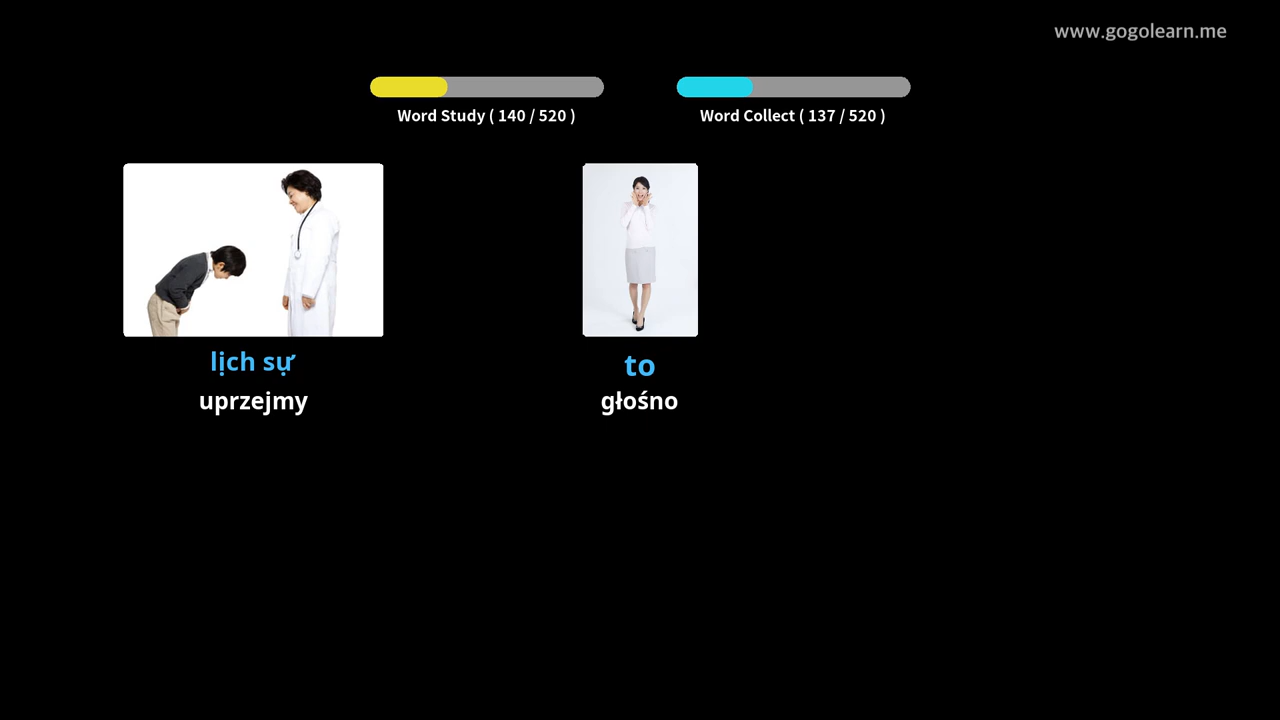 www.gogolearn.me
Word Study ( 140 / 520 )
Word Collect ( 137 / 520 )
lịch sự
uprzejmy
to
głośno